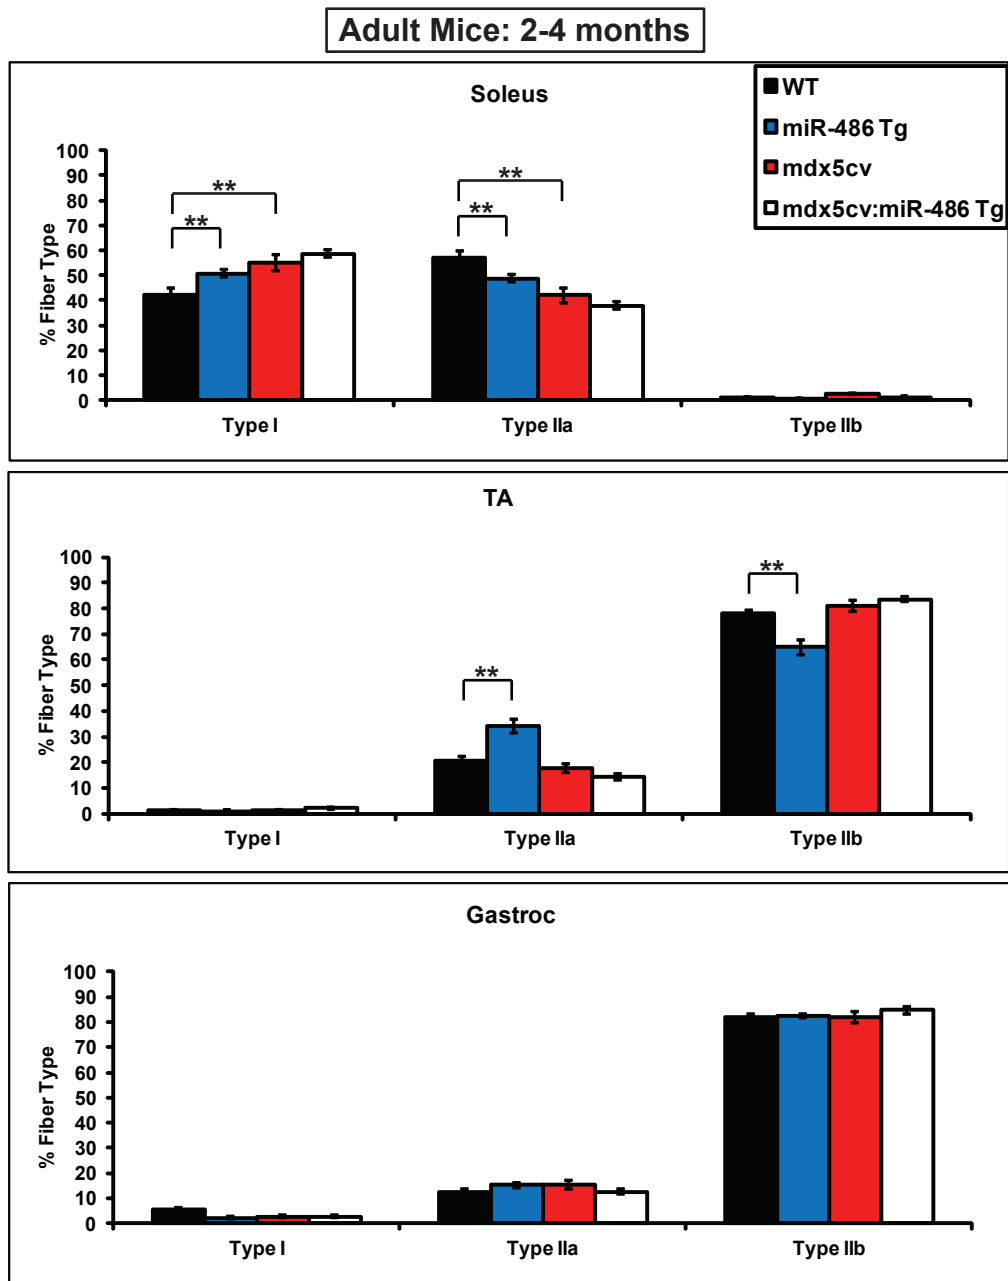 Adult Mice: 2-4 months
Soleus
WT
miR-486 Tg
mdx5cv
mdx5cv:miR-486 Tg
% Fiber Type
100
90
80
70
60
50
40
30
20
10
0
**
**
**
**
Type I
Type IIa
Type IIb
TA
% Fiber Type
100
90
80
70
60
50
40
30
20
10
0
**
**
Type I
Type IIa
Type IIb
Gastroc
% Fiber Type
100
90
80
70
60
50
40
30
20
10
0
Type I
Type IIa
Type IIb